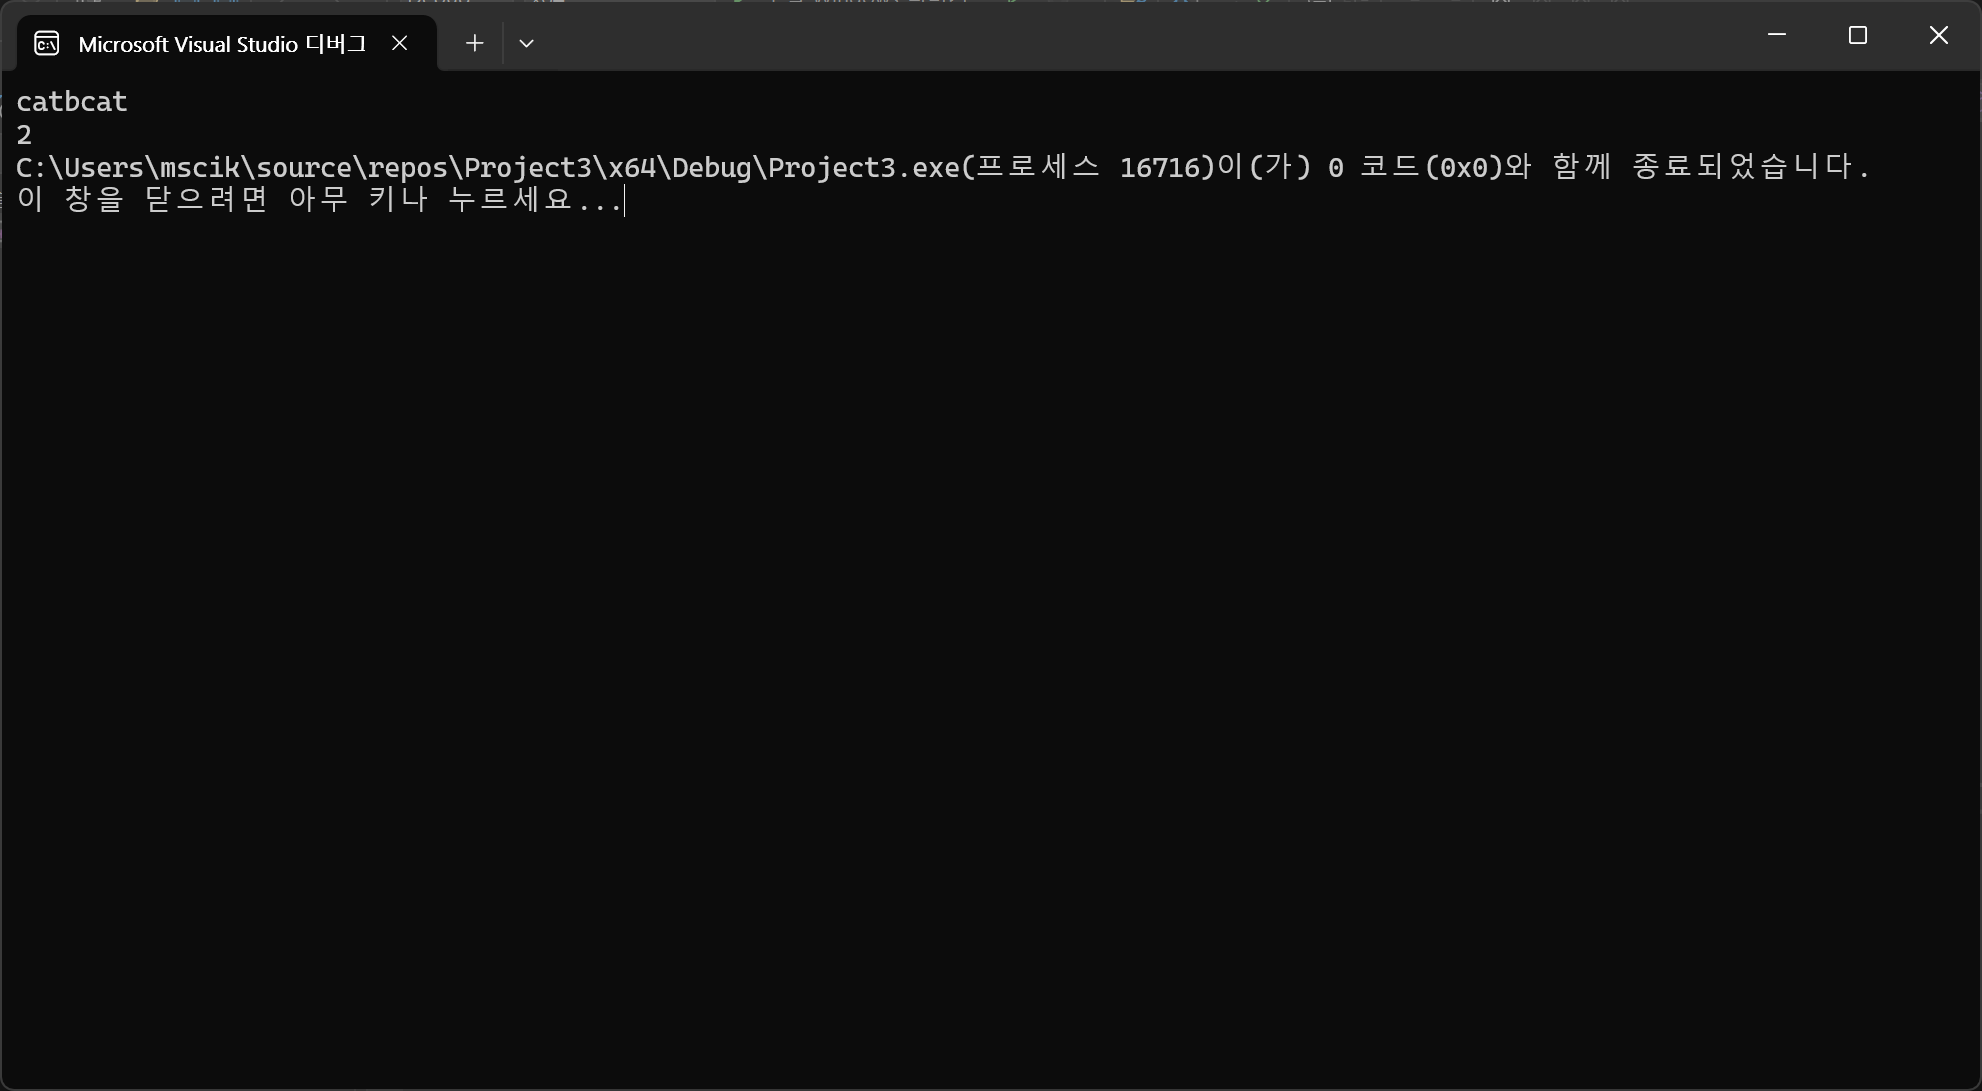 Microsoft Visual Studio 디버그
catbcat
2
C:\Users\mscik\source\repos\Project3\x64\Debug\Project3.exe(프로세스 16716)이(가) 0 코드(0x0)와 함께 종료되었습니다.
이 창을 닫으려면 아무 키나 누르세요...